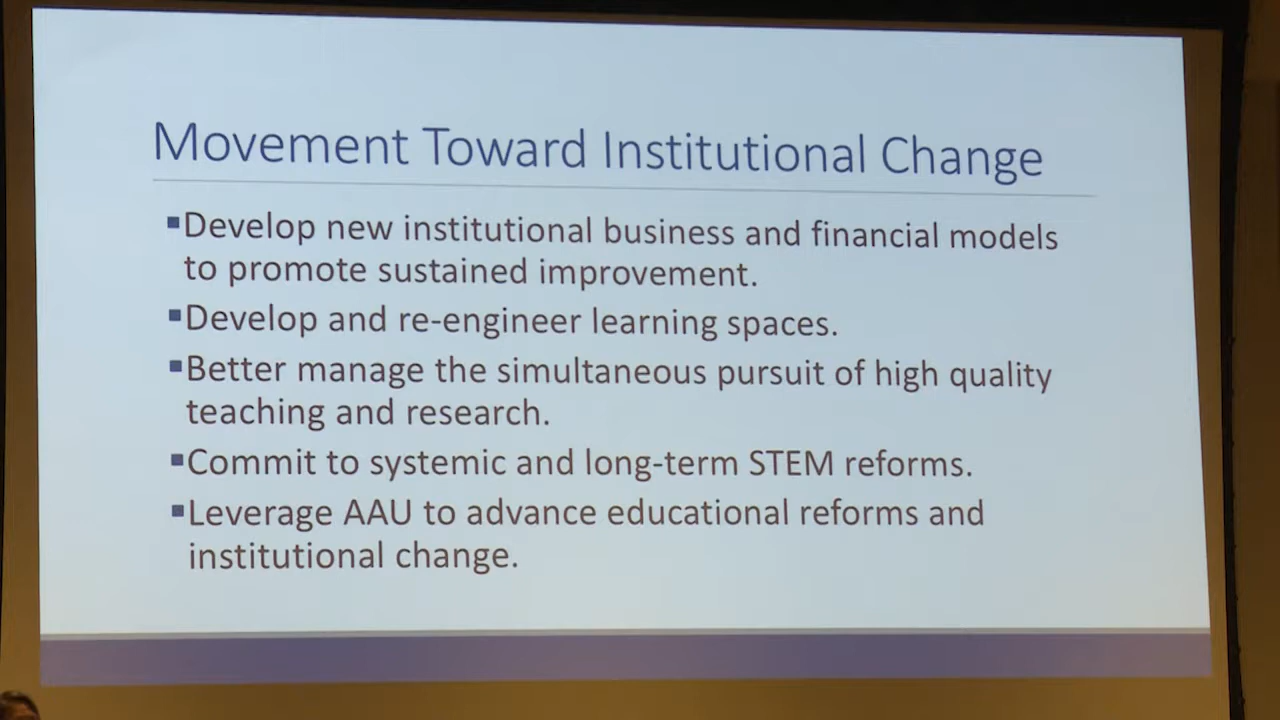 Movement Toward Institutional Change
▪Develop new institutional business and financial models
to promote sustained improvement.
▪Develop and re-engineer learning spaces.
▪Better manage the simultaneous pursuit of high quality
teaching and research.
▪Commit to systemic and long-term STEM reforms.
▪Leverage AAU to advance educational reforms and
institutional change.